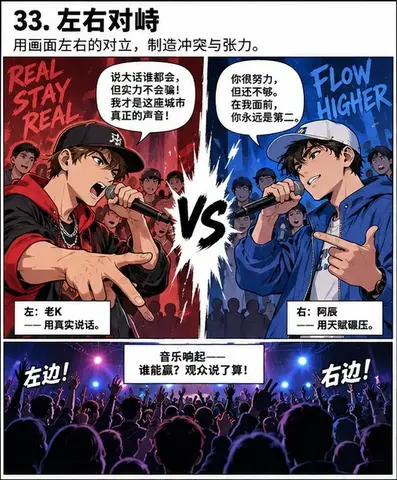 33. 左右对峙
用画面左右的对立，制造冲突与张力。
REAL
STAY
REAL
说大话谁都会，
但实力不会骗！
我才是这座城市
真正的声音！
你很努力，
但还不够。
在我面前，
你永远是第二。
FLOW
HIGHER
VS
左：老K
—— 用真实说话。
右：阿辰
—— 用天赋碾压。
音乐响起——
谁能赢？观众说了算！
左边！
右边！